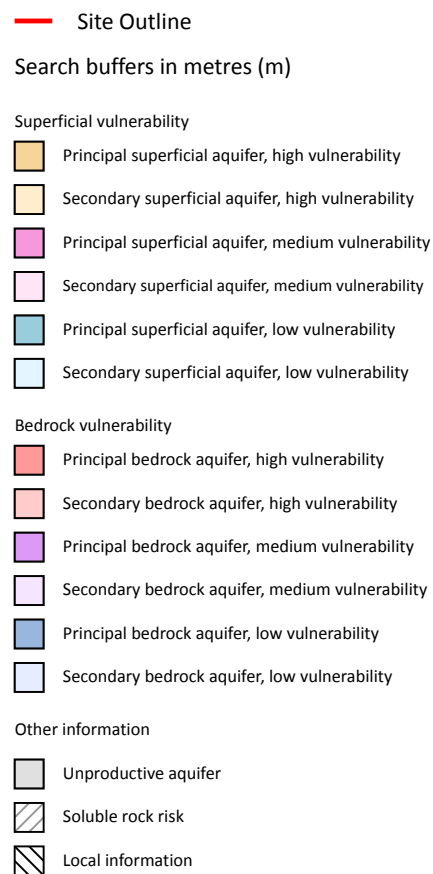 Site Outline
Search buffers in metres (m)
Superficial vulnerability
Principal superficial aquifer, high vulnerability
Secondary superficial aquifer, high vulnerability
Principal superficial aquifer, medium vulnerability
Secondary superficial aquifer, medium vulnerability
Principal superficial aquifer, low vulnerability
Secondary superficial aquifer, low vulnerability
Bedrock vulnerability
Principal bedrock aquifer, high vulnerability
Secondary bedrock aquifer, high vulnerability
Principal bedrock aquifer, medium vulnerability
Secondary bedrock aquifer, medium vulnerability
Principal bedrock aquifer, low vulnerability
Secondary bedrock aquifer, low vulnerability
Other information
Unproductive aquifer
Soluble rock risk
Local information